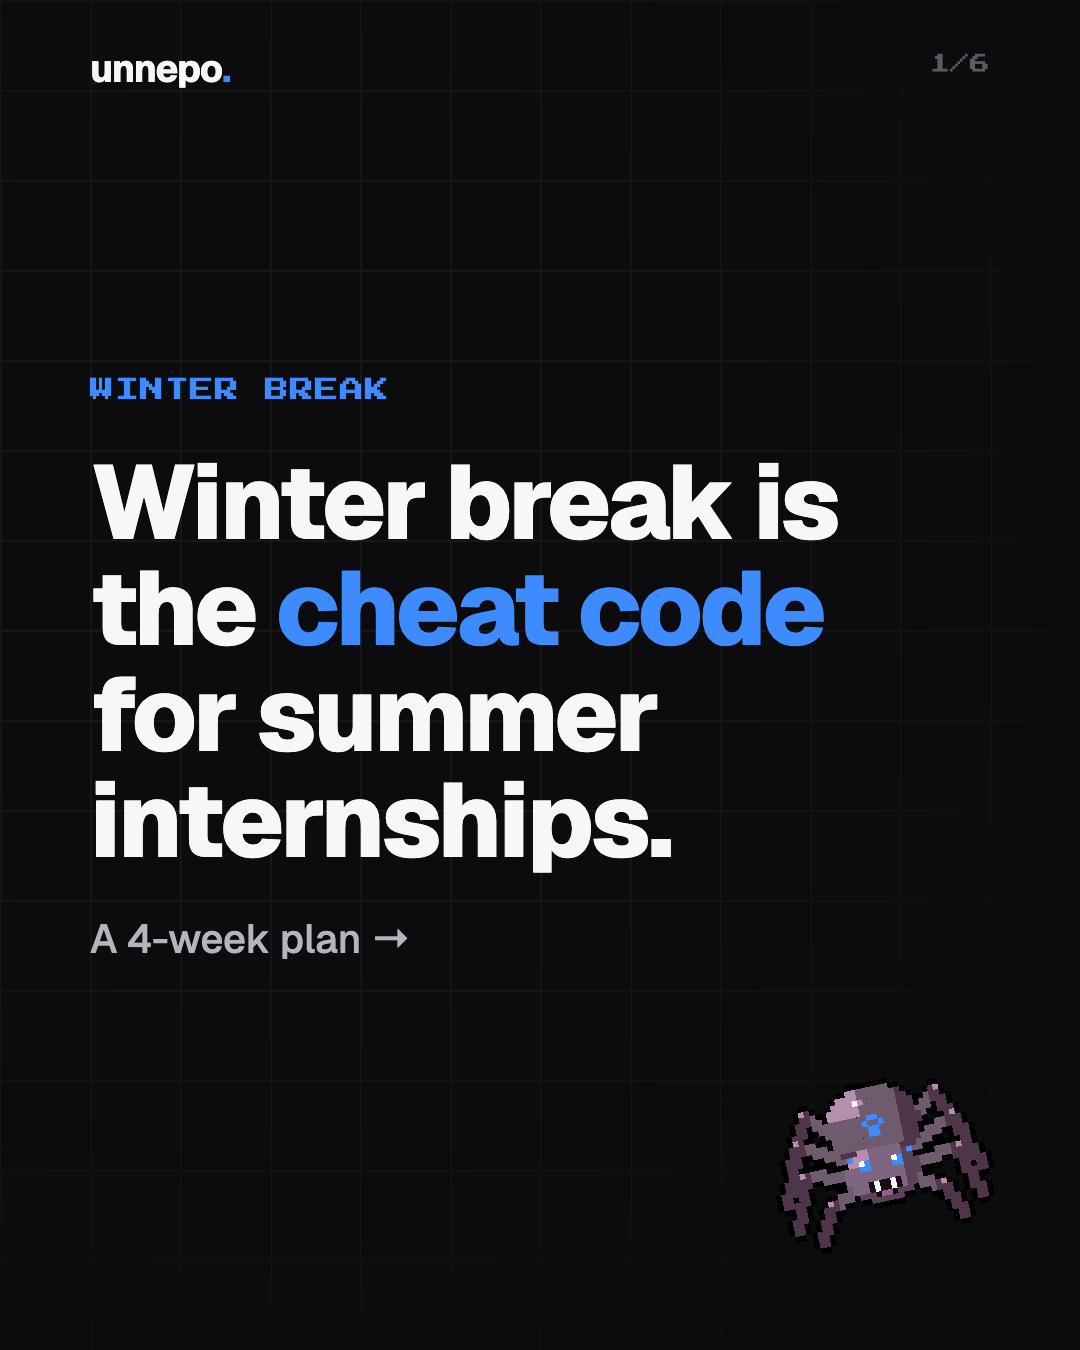 unnepo.
1/6
WINTER BREAK
Winter break is
the cheat code
for summer
internships.
A 4-week plan →